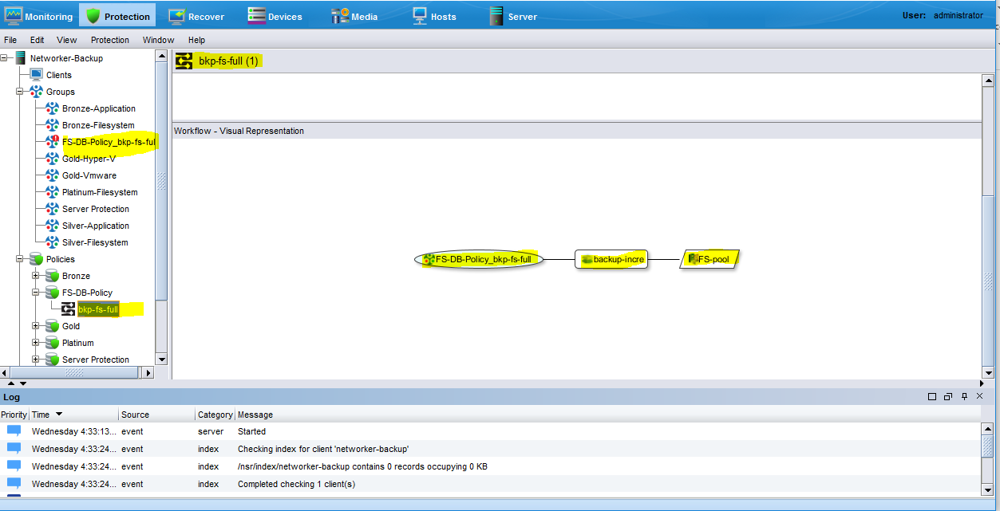 Monitoring Protection Recover Devices Media Hosts Server User: administrator
File Edit View Protection Window Help
Networker-Backup
Clients
Groups
Bronze-Application
Bronze-Filesystem
FS-DB-Policy_bkp-fs-full
Gold-Hyper-V
Gold-Vmware
Platinum-Filesystem
Server Protection
Silver-Application
Silver-Filesystem
Policies
Bronze
FS-DB-Policy
bkp-fs-full
Gold
Platinum
Server Protection
bkp-fs-full (1)
Workflow - Visual Representation
FS-DB-Policy_bkp-fs-full backup-incre FS-pool
Log
Priority Time Source Category Message
Wednesday 4:33:13... event server Started
Wednesday 4:33:24... event index Checking index for client 'networker-backup'
Wednesday 4:33:24... event index /nsr/index/networker-backup contains 0 records occupying 0 KB
Wednesday 4:33:24... event index Completed checking 1 client(s)